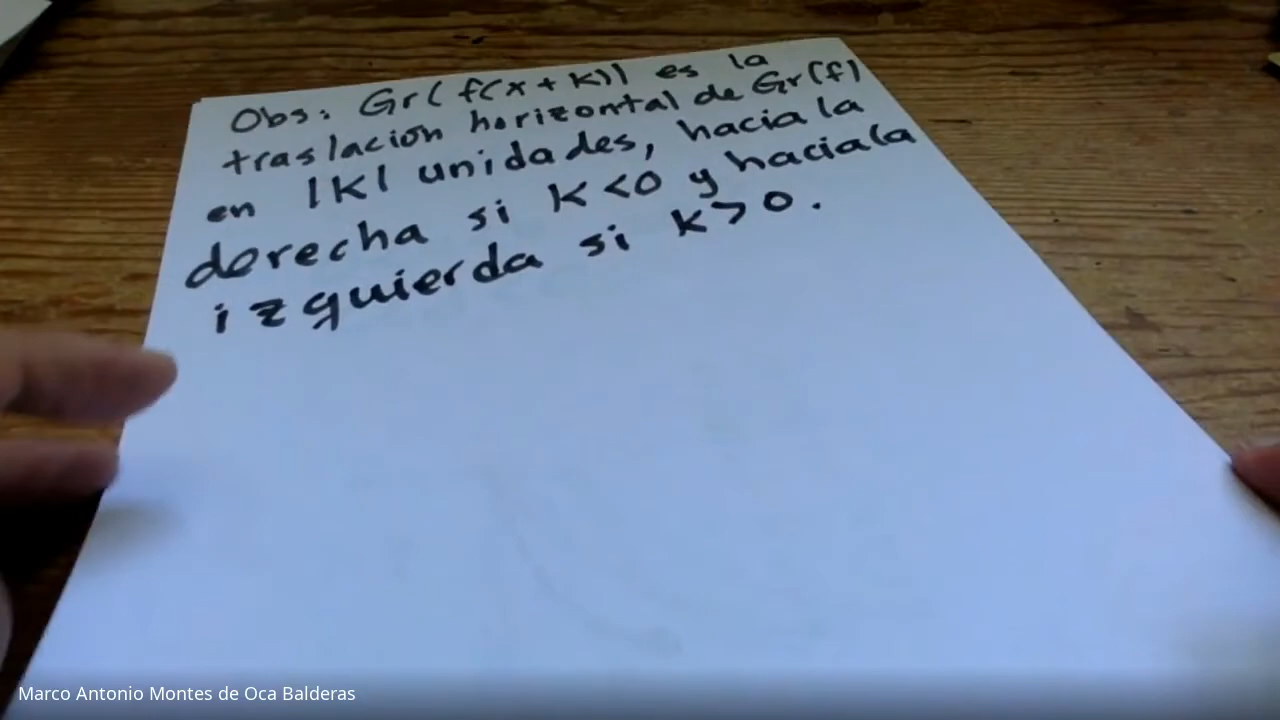 Obs: Gr(f(x+k)) es la
traslación horizontal de Gr(f)
en |k| unidades, hacia la
derecha si k<0 y hacia la
izquierda si k>0.
Marco Antonio Montes de Oca Balderas